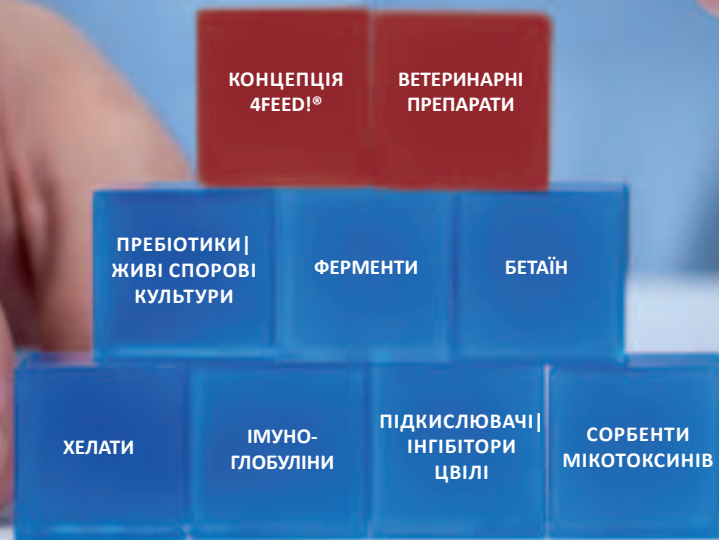 КОНЦЕПЦІЯ
4FEED!®
ВЕТЕРИНАРНІ
ПРЕПАРАТИ
ПРЕБІОТИКИ|
ЖИВІ СПОРОВІ
КУЛЬТУРИ
ФЕРМЕНТИ
БЕТАЇН
ХЕЛАТИ
ІМУНО-
ГЛОБУЛІНИ
ПІДКИСЛЮВАЧІ|
ІНГІБІТОРИ
ЦВІЛІ
СОРБЕНТИ
МІКОТОКСИНІВ